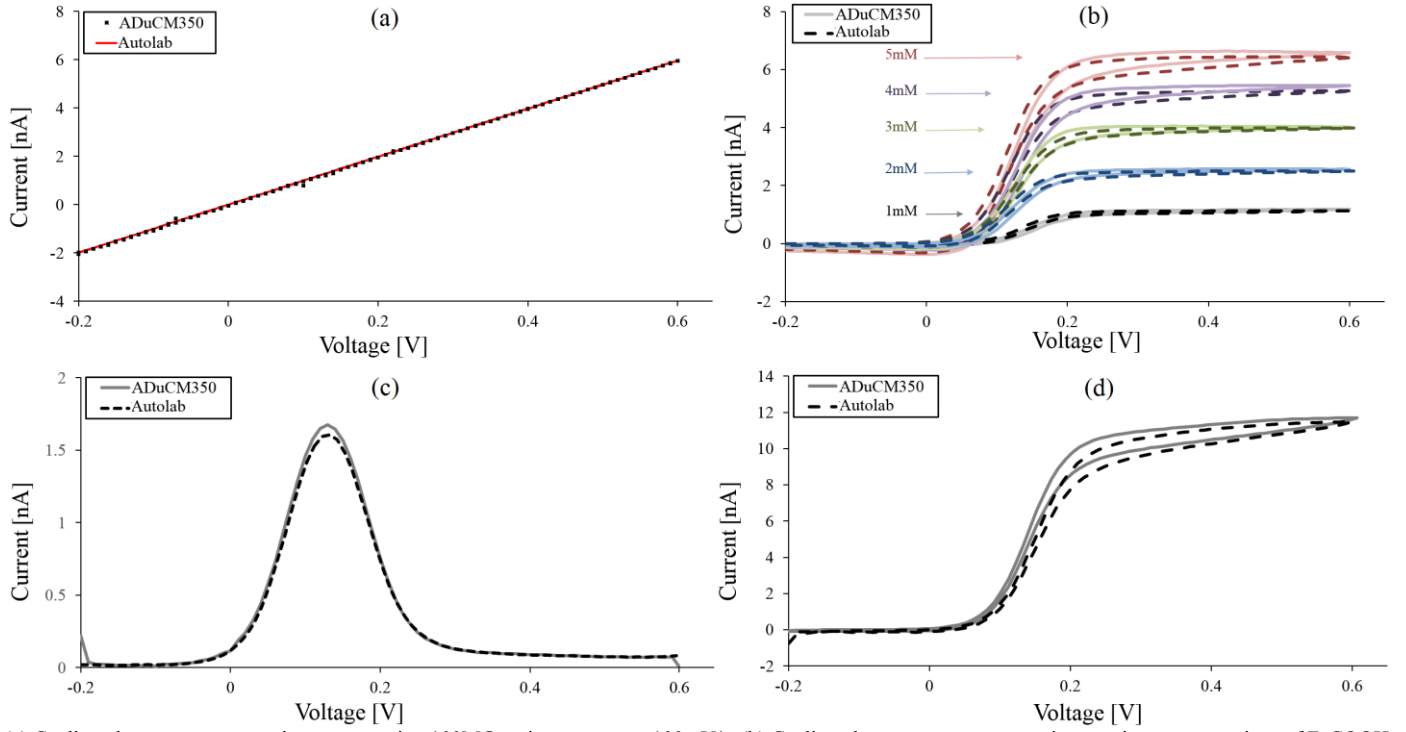 (a)
ADuCM350
Autolab
Current [nA]
8
6
4
2
0
-2
-4
-0.2 0 0.2 0.4 0.6
Voltage [V]
(b)
ADuCM350
Autolab
5mM
4mM
3mM
2mM
1mM
Current [nA]
8
6
4
2
0
-2
-0.2 0 0.2 0.4 0.6
Voltage [V]
(c)
ADuCM350
Autolab
Current [nA]
2
1.5
1
0.5
0
-0.2 0 0.2 0.4 0.6
Voltage [V]
(d)
ADuCM350
Autolab
Current [nA]
14
12
10
8
6
4
2
0
-2
-0.2 0 0.2 0.4 0.6
Voltage [V]